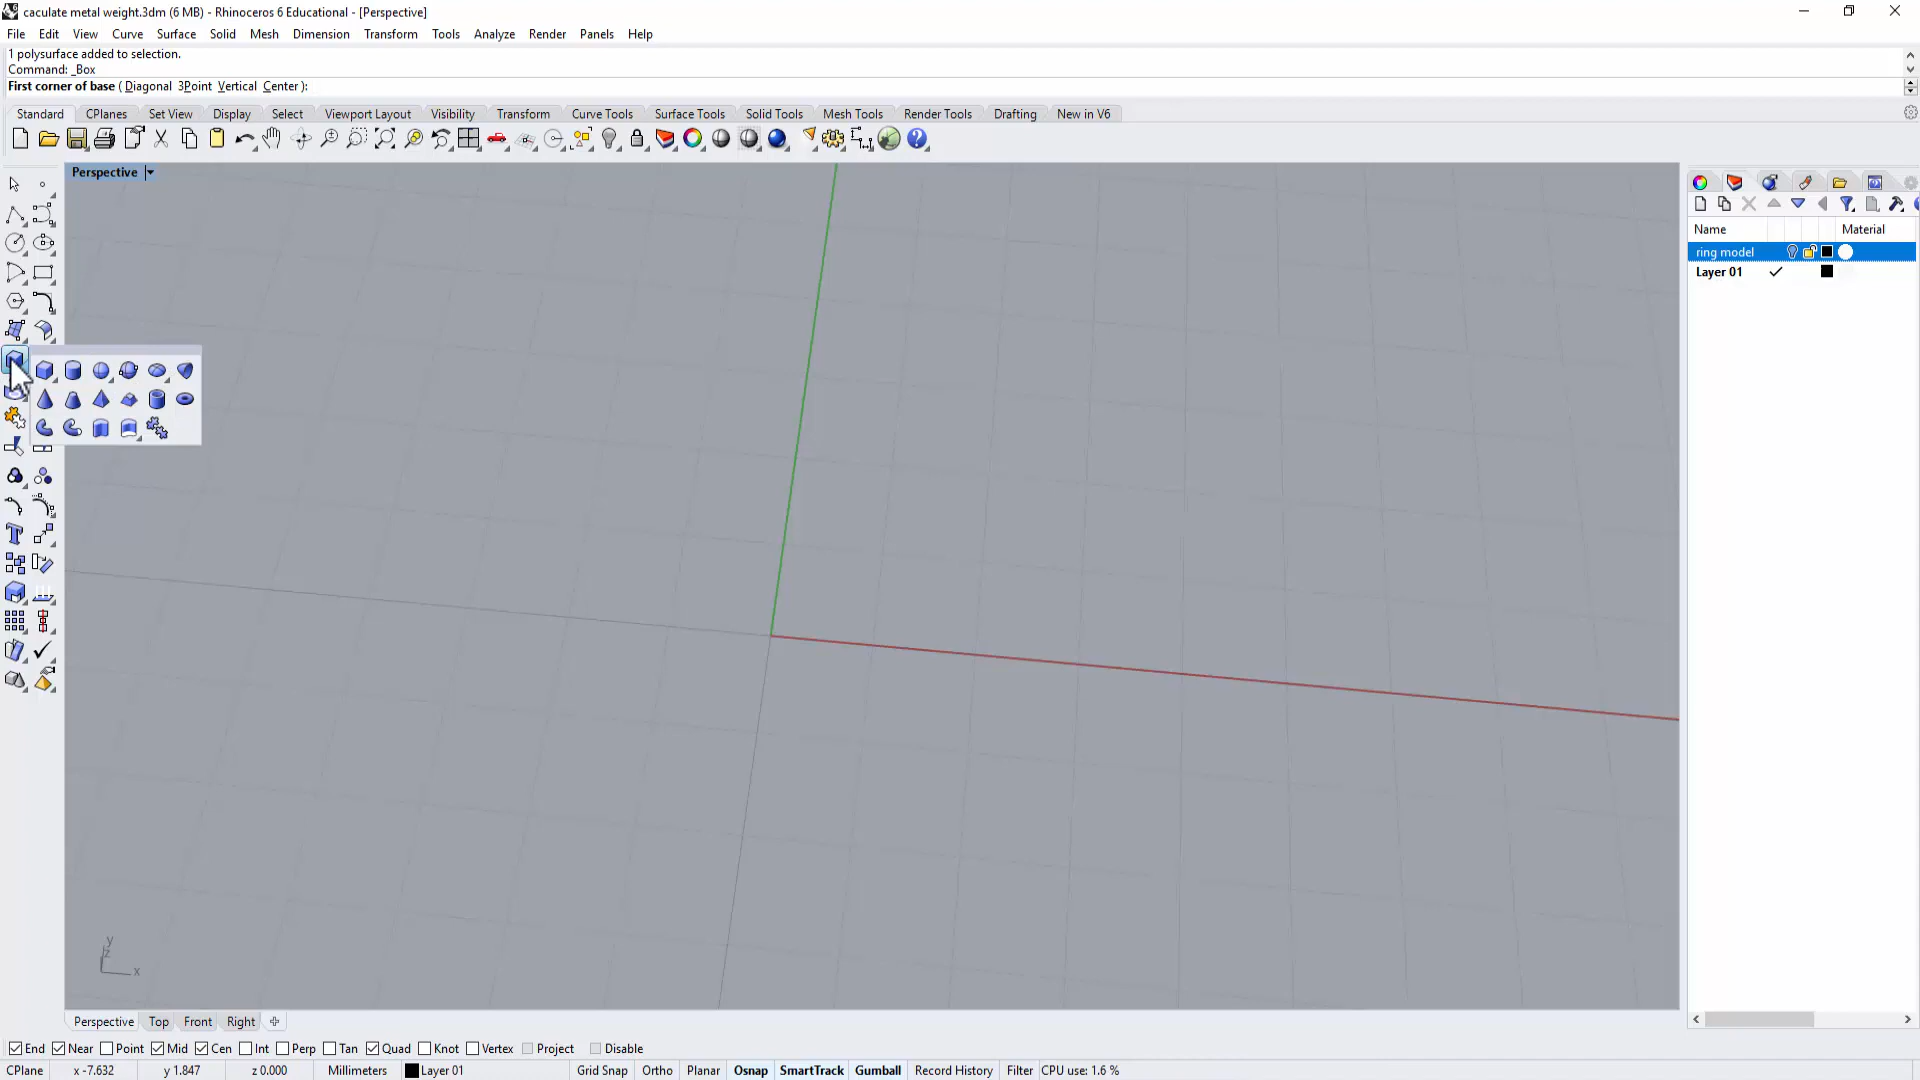 caculate metal weight.3dm (6 MB) - Rhinoceros 6 Educational - [Perspective]
File Edit View Curve Surface Solid Mesh Dimension Transform Tools Analyze Render Panels Help
1 polysurface added to selection.
Command: _Box
First corner of base ( Diagonal 3Point Vertical Center ):
Standard CPlanes Set View Display Select Viewport Layout Visibility Transform Curve Tools Surface Tools Solid Tools Mesh Tools Render Tools Drafting New in V6
Perspective
Name Material
ring model
Layer 01
y
z
x
Perspective Top Front Right
End Near Point Mid Cen Int Perp Tan Quad Knot Vertex Project Disable
CPlane x -7.632 y 1.847 z 0.000 Millimeters Layer 01 Grid Snap Ortho Planar Osnap SmartTrack Gumball Record History Filter CPU use: 1.6 %